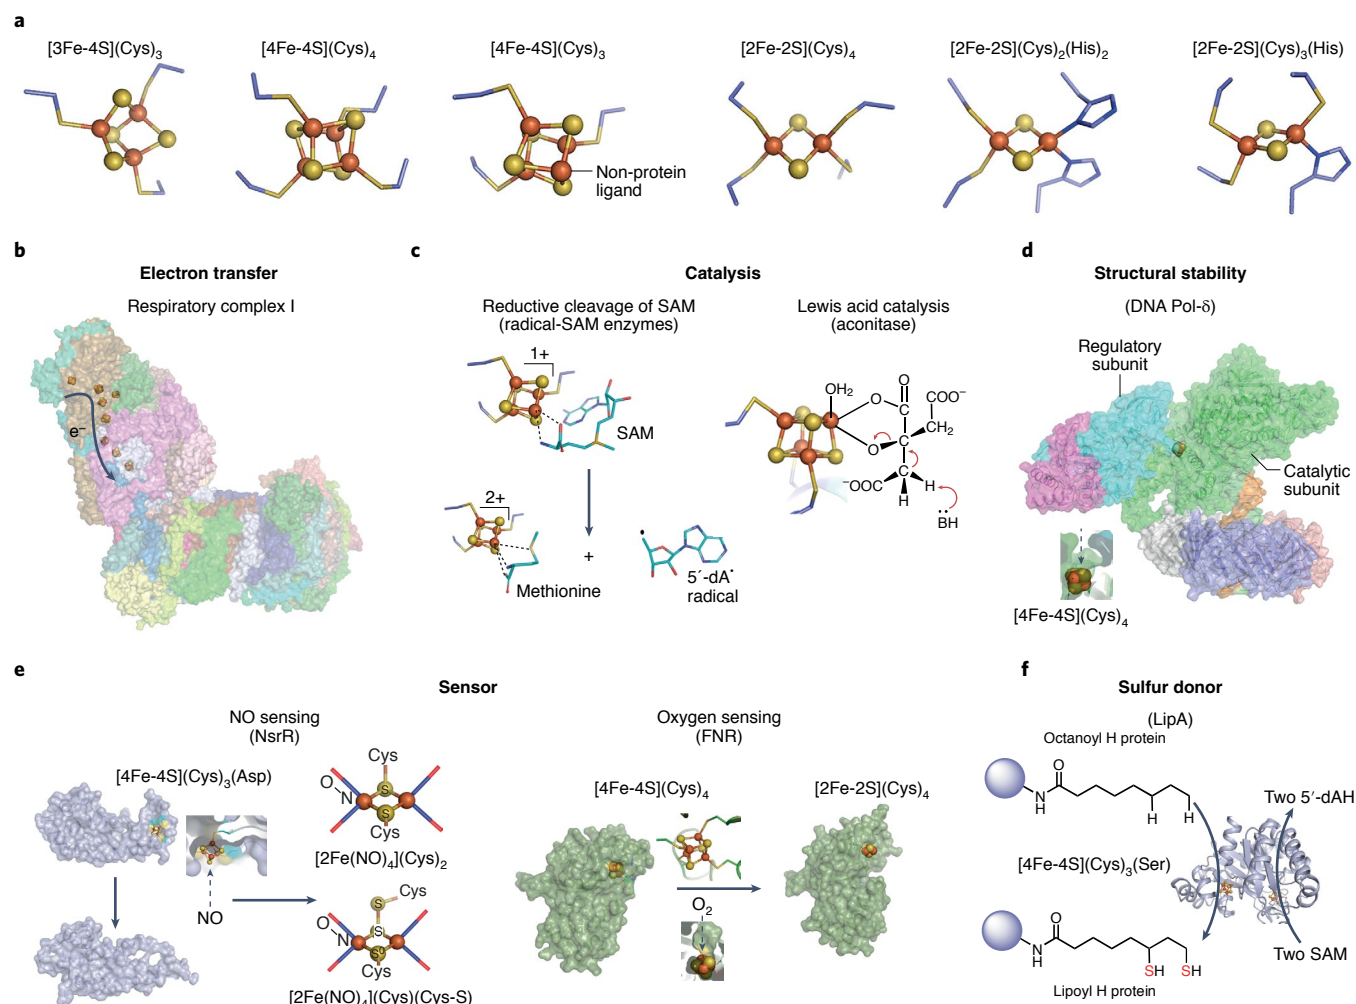 a
[3Fe-4S](Cys)₃
[4Fe-4S](Cys)₄
[4Fe-4S](Cys)₃
[2Fe-2S](Cys)₄
[2Fe-2S](Cys)₂(His)₂
[2Fe-2S](Cys)₃(His)
Non-protein
ligand
b
Electron transfer
Respiratory complex I
e⁻
c
Catalysis
Reductive cleavage of SAM
(radical-SAM enzymes)
1+
SAM
2+
Methionine
+
5′-dA•
radical
Lewis acid catalysis
(aconitase)
OH₂
O
O
COO⁻
CH₂
O
C
C
⁻OOC
C
H
H
BH
d
Structural stability
(DNA Pol-δ)
Regulatory
subunit
Catalytic
subunit
[4Fe-4S](Cys)₄
e
Sensor
NO sensing
(NsrR)
[4Fe-4S](Cys)₃(Asp)
NO
Cys
O
N
S
S
Cys
[2Fe(NO)₄](Cys)₂
Cys
S
O
N
S
S⁰
Cys
[2Fe(NO)₄](Cys)(Cys-S)
Oxygen sensing
(FNR)
[4Fe-4S](Cys)₄
O₂
[2Fe-2S](Cys)₄
f
Sulfur donor
(LipA)
Octanoyl H protein
O
N
H
H
H
Two 5′-dAH
[4Fe-4S](Cys)₃(Ser)
O
N
H
SH
SH
Two SAM
Lipoyl H protein